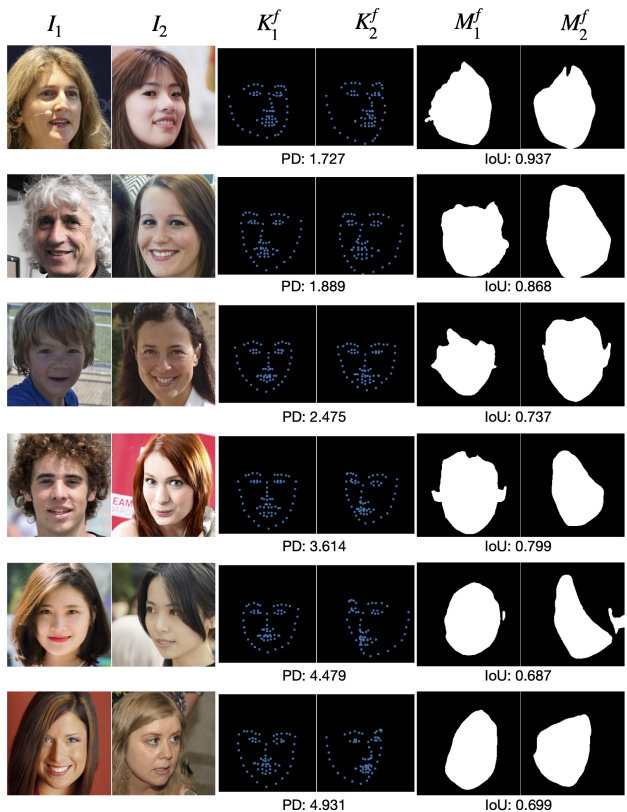 I₁ I₂ K₁ᶠ K₂ᶠ M₁ᶠ M₂ᶠ
PD: 1.727 IoU: 0.937
PD: 1.889 IoU: 0.868
PD: 2.475 IoU: 0.737
EAM
PD: 3.614 IoU: 0.799
PD: 4.479 IoU: 0.687
PD: 4.931 IoU: 0.699